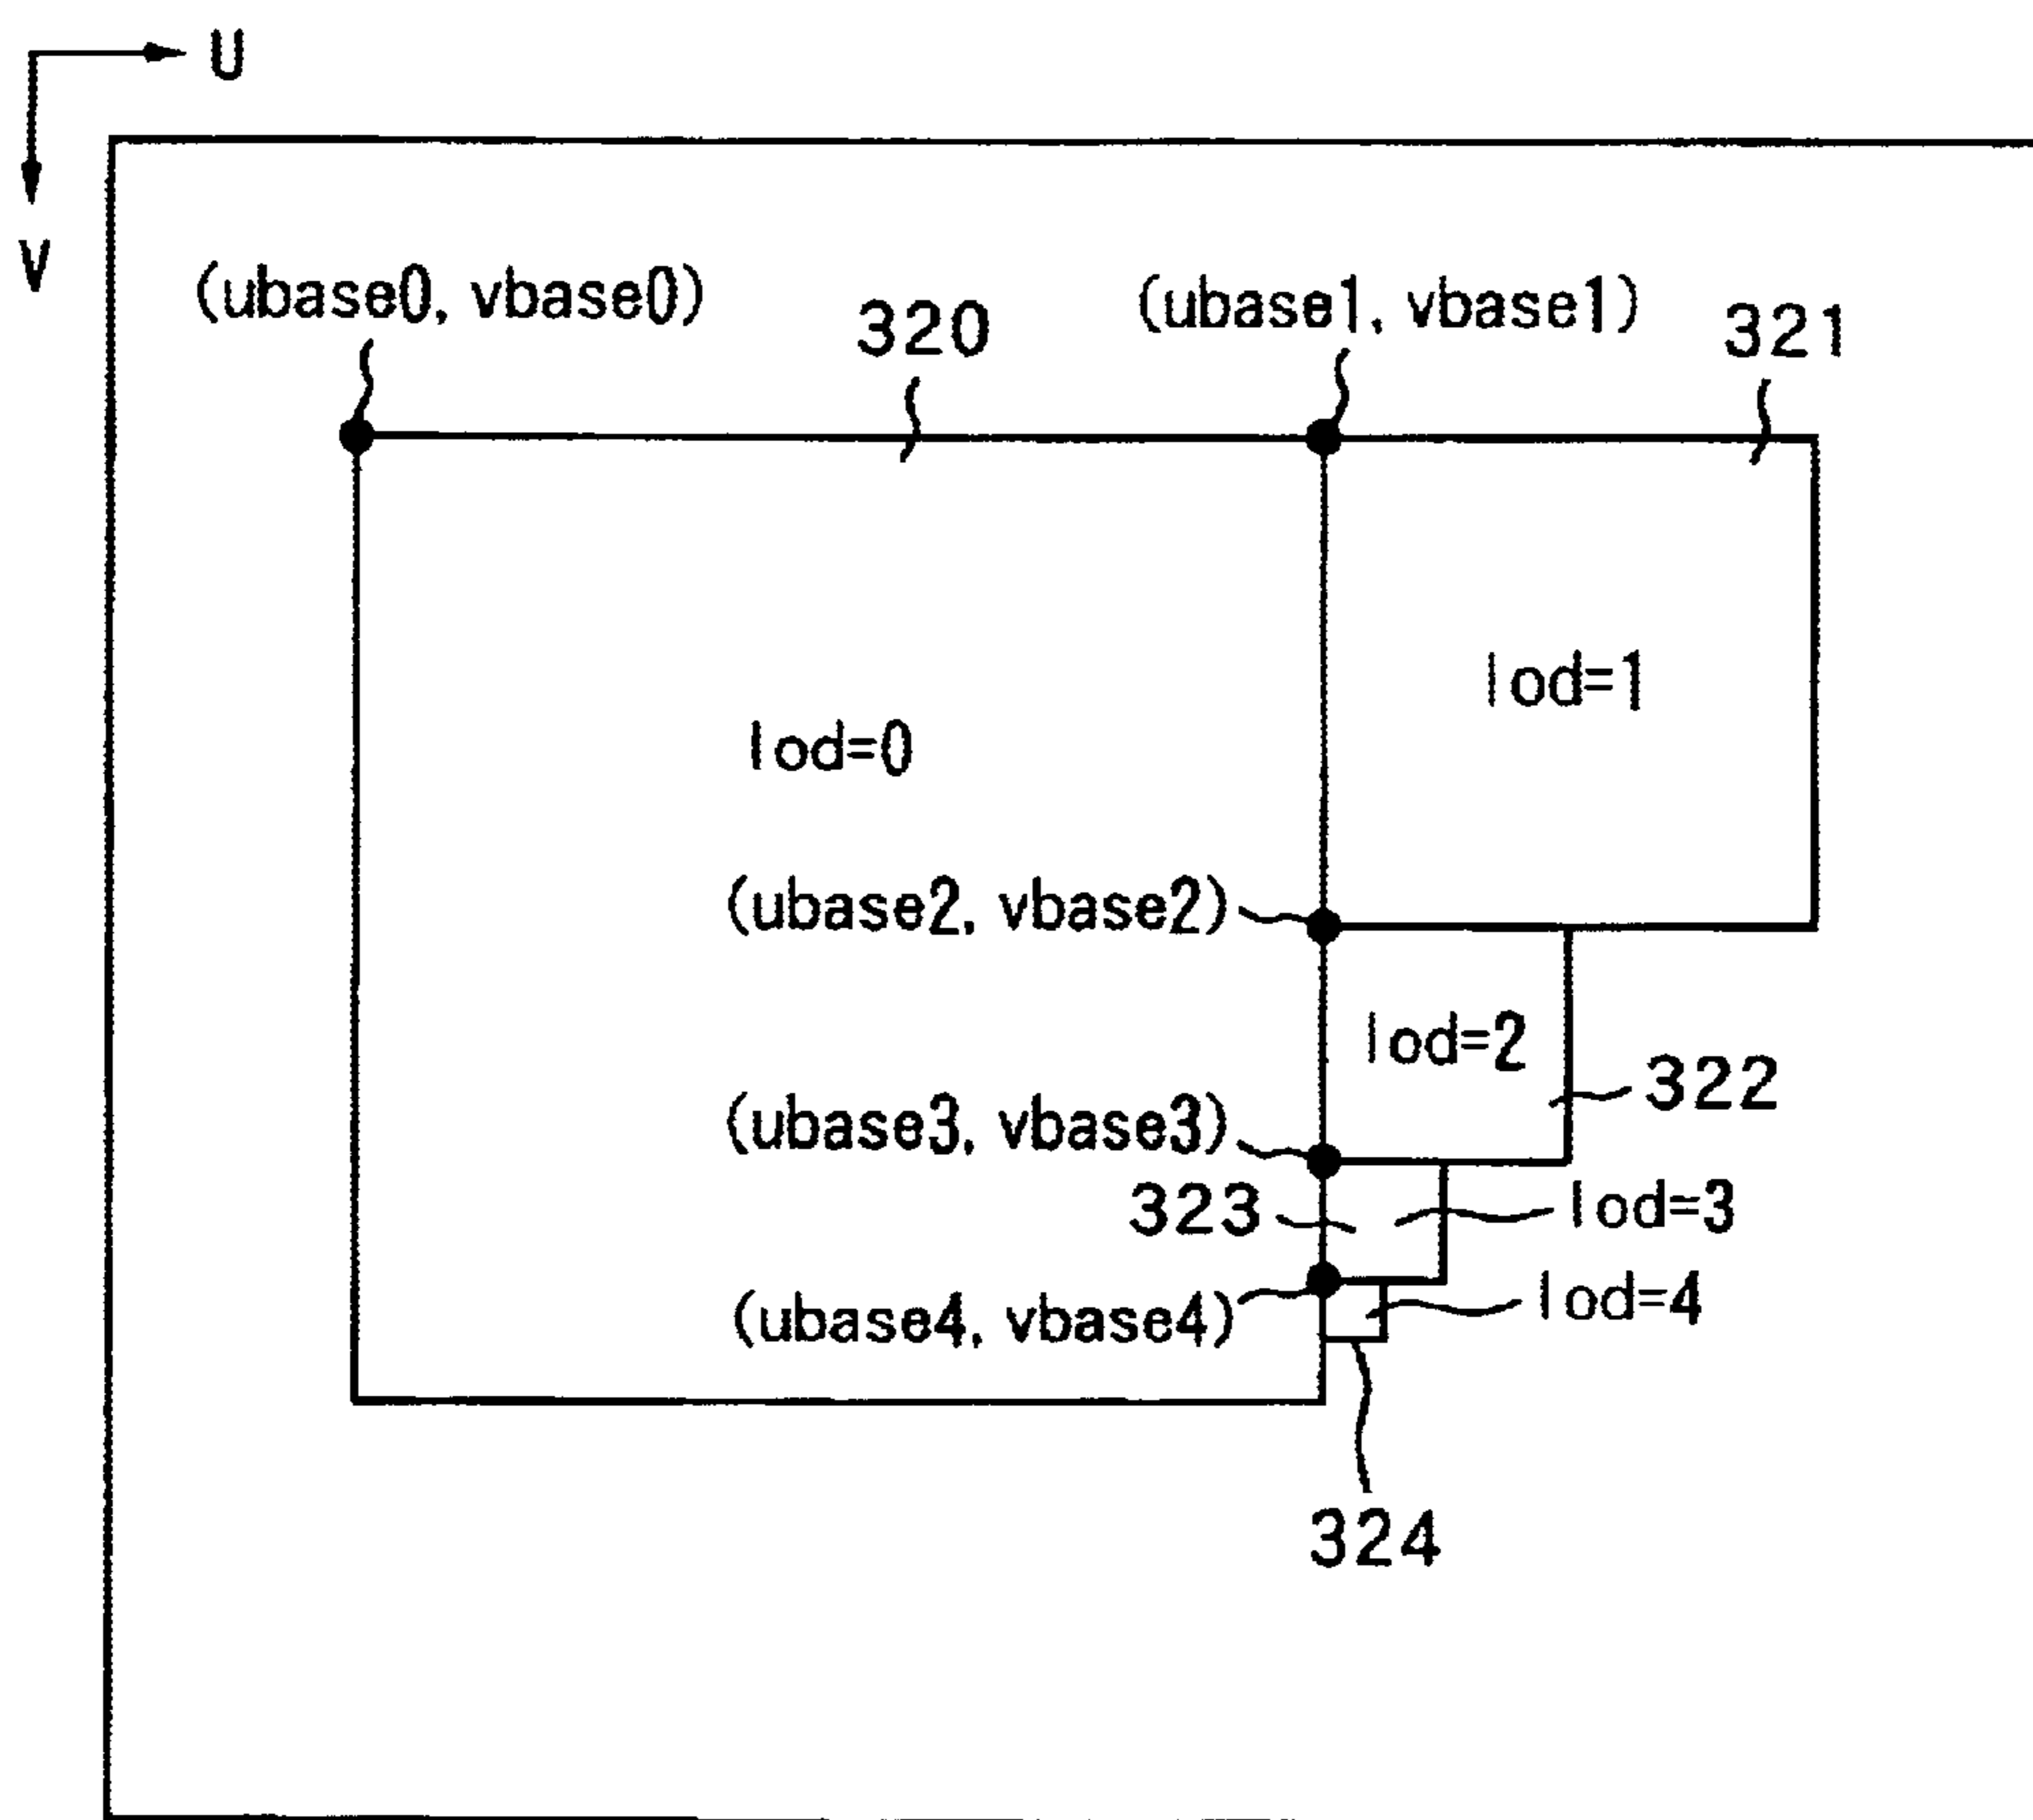 U
V
(ubase0, vbase0)
320
(ubase1, vbase1)
321
lod=1
lod=0
(ubase2, vbase2)
lod=2
322
(ubase3, vbase3)
323
lod=3
lod=4
(ubase4, vbase4)
324